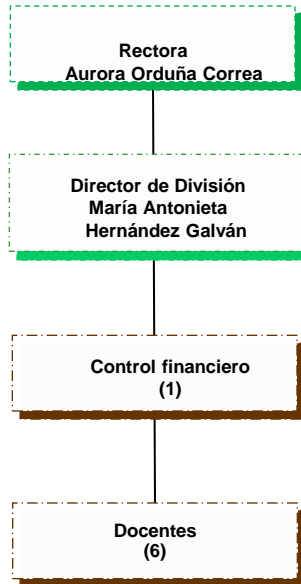 Rectora
Aurora Orduña Correa
Director de División
María Antonieta
Hernández Galván
Control financiero
(1)
Docentes
(6)